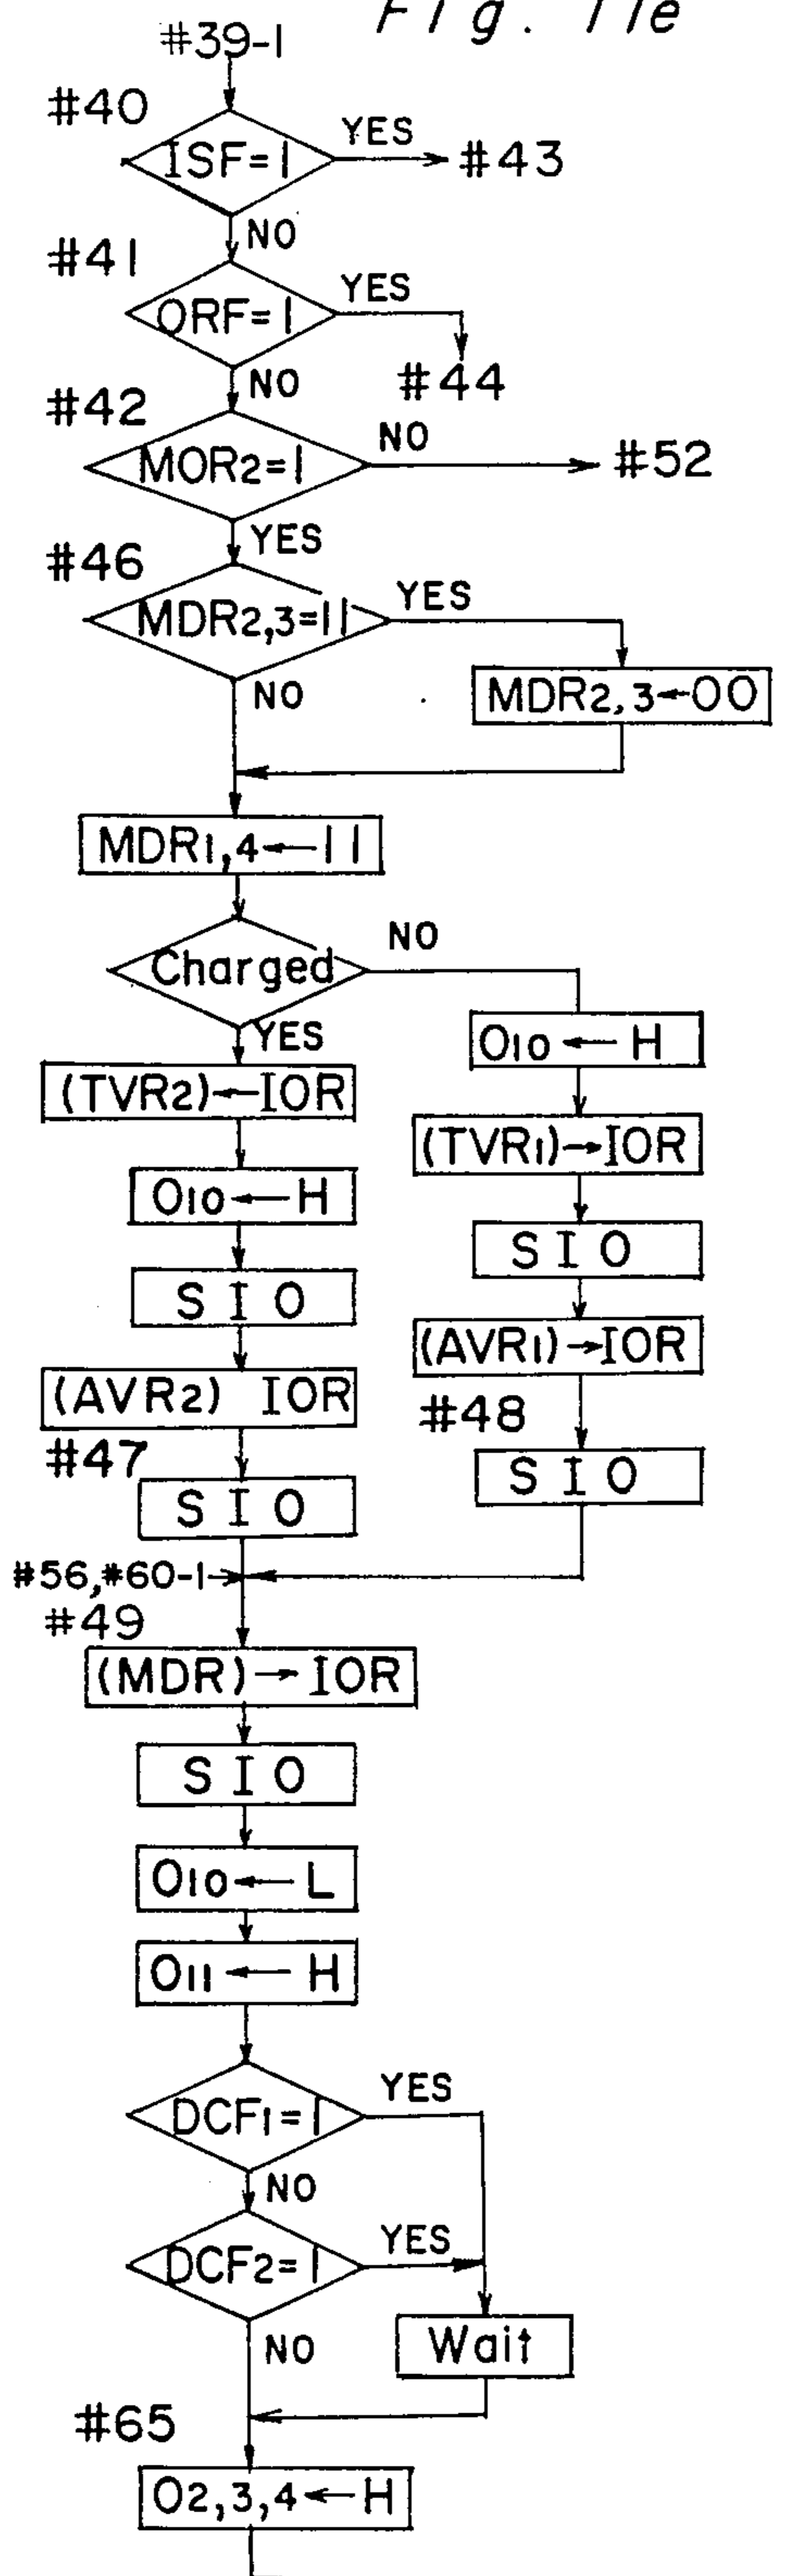 Fig. 11e
#39-1
#40
ISF=1
YES
#43
NO
#41
ORF=1
YES
#44
NO
#42
MOR2=1
NO
#52
YES
#46
MDR2,3=11
YES
MDR2,3←00
NO
MDR1,4←11
Charged
NO
YES
O10←H
(TVR2)←IOR
(TVR1)→IOR
O10←H
SIO
SIO
(AVR1)→IOR
(AVR2) IOR
#48
#47
SIO
SIO
#56,#60-1
#49
(MDR)→IOR
SIO
O10←L
O11←H
DCF1=1
YES
NO
DCF2=1
YES
NO
Wait
#65
O2,3,4←H